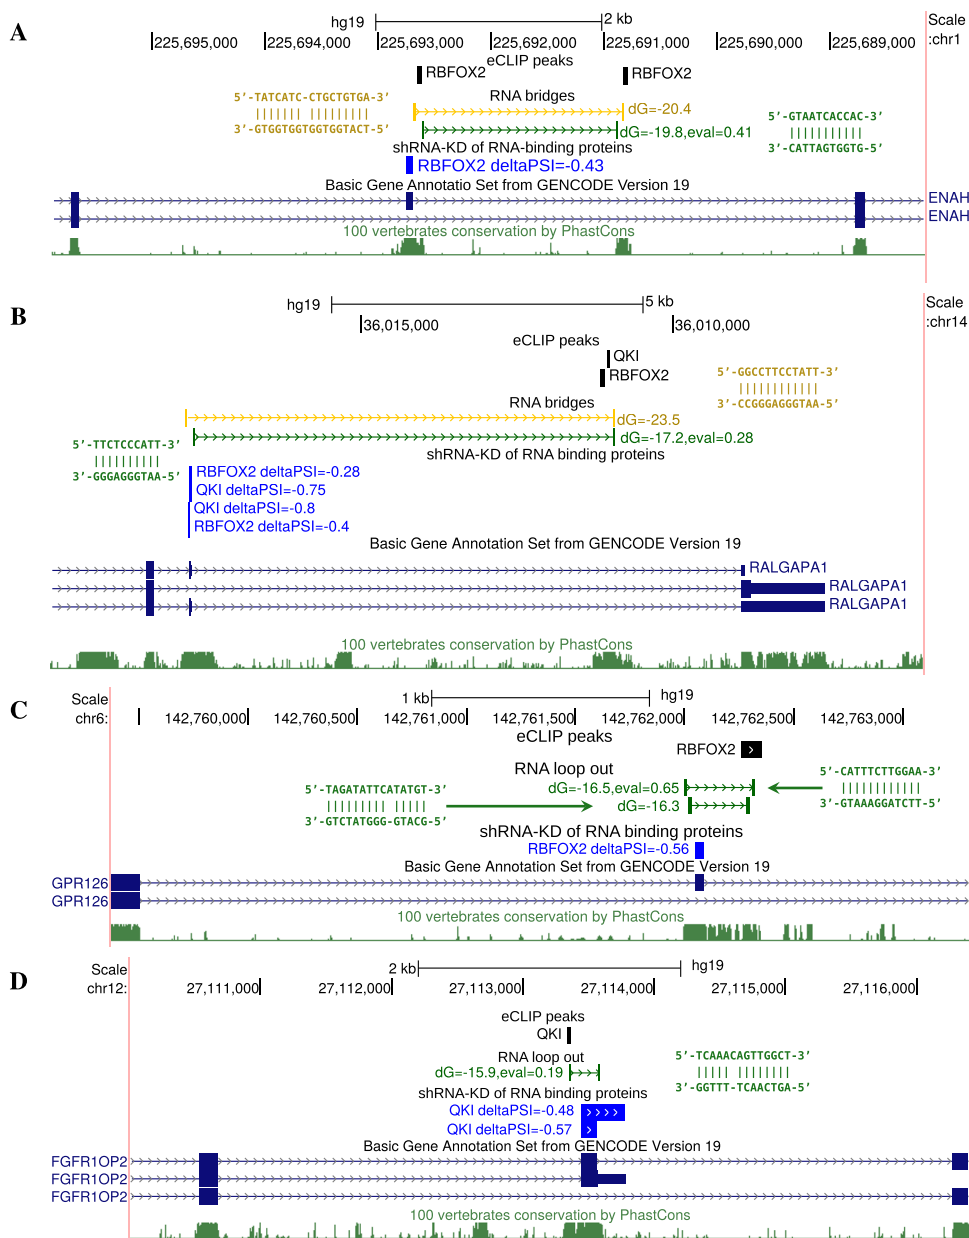 A
hg19 2 kb Scale
225,695,000 225,694,000 225,693,000 225,692,000 225,691,000 225,690,000 225,689,000 :chr1
eCLIP peaks
RBFOX2 RBFOX2
5’-TATCATC-CTGCTGTGA-3’
3’-GTGGTGGTGGTGGTACT-5’
RNA bridges
dG=-20.4
dG=-19.8,eval=0.41
5’-GTAATCACCAC-3’
3’-CATTAGTGGTG-5’
shRNA-KD of RNA-binding proteins
RBFOX2 deltaPSI=-0.43
Basic Gene Annotatio Set from GENCODE Version 19
ENAH
ENAH
100 vertebrates conservation by PhastCons
B
hg19 5 kb Scale
36,015,000 36,010,000 :chr14
eCLIP peaks
QKI
RBFOX2
5’-GGCCTTCCTATT-3’
3’-CCGGGAGGGTAA-5’
RNA bridges
dG=-23.5
dG=-17.2,eval=0.28
5’-TTCTCCCATT-3’
3’-GGGAGGGTAA-5’
shRNA-KD of RNA binding proteins
RBFOX2 deltaPSI=-0.28
QKI deltaPSI=-0.75
QKI deltaPSI=-0.8
RBFOX2 deltaPSI=-0.4
Basic Gene Annotation Set from GENCODE Version 19
RALGAPA1
RALGAPA1
RALGAPA1
100 vertebrates conservation by PhastCons
C
Scale 1 kb hg19
chr6: 142,760,000 142,760,500 142,761,000 142,761,500 142,762,000 142,762,500 142,763,000
eCLIP peaks
RBFOX2
RNA loop out
dG=-16.5,eval=0.65
dG=-16.3
5’-TAGATATTCATATGT-3’
3’-GTCTATGGG-GTACG-5’
5’-CATTTCTTGGAA-3’
3’-GTAAAGGATCTT-5’
shRNA-KD of RNA binding proteins
RBFOX2 deltaPSI=-0.56
Basic Gene Annotation Set from GENCODE Version 19
GPR126
GPR126
100 vertebrates conservation by PhastCons
D
Scale 2 kb hg19
chr12: 27,111,000 27,112,000 27,113,000 27,114,000 27,115,000 27,116,000
eCLIP peaks
QKI
RNA loop out
dG=-15.9,eval=0.19
5’-TCAAACAGTTGGCT-3’
3’-GGTTT-TCAACTGA-5’
shRNA-KD of RNA binding proteins
QKI deltaPSI=-0.48
QKI deltaPSI=-0.57
Basic Gene Annotation Set from GENCODE Version 19
FGFR1OP2
FGFR1OP2
FGFR1OP2
100 vertebrates conservation by PhastCons